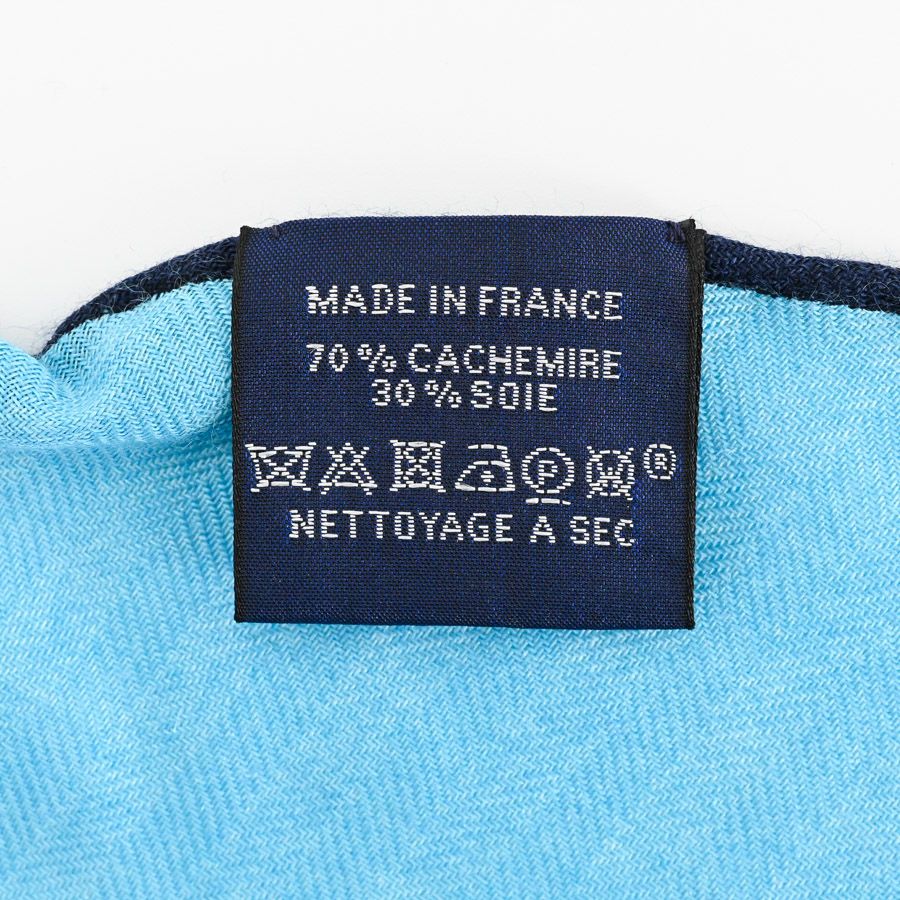 MADE IN FRANCE
70% CACHEMIRE
30% SOIE
P W ®
NETTOYAGE A SEC